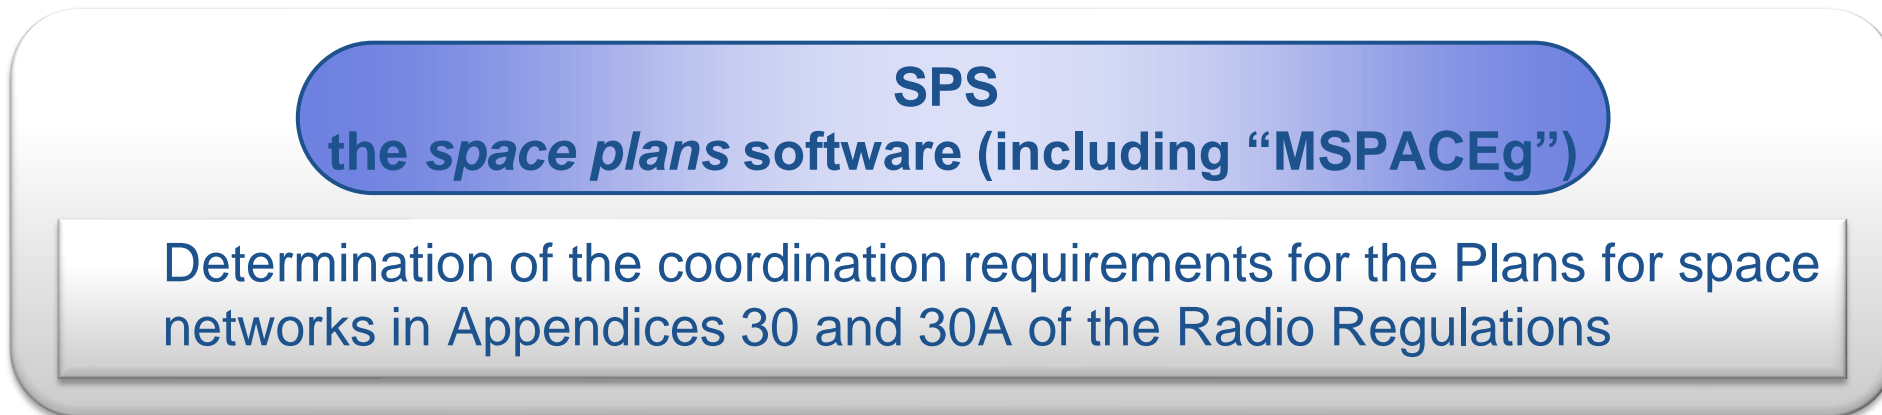 SPS
the space plans software (including “MSPACEg”)
Determination of the coordination requirements for the Plans for space
networks in Appendices 30 and 30A of the Radio Regulations